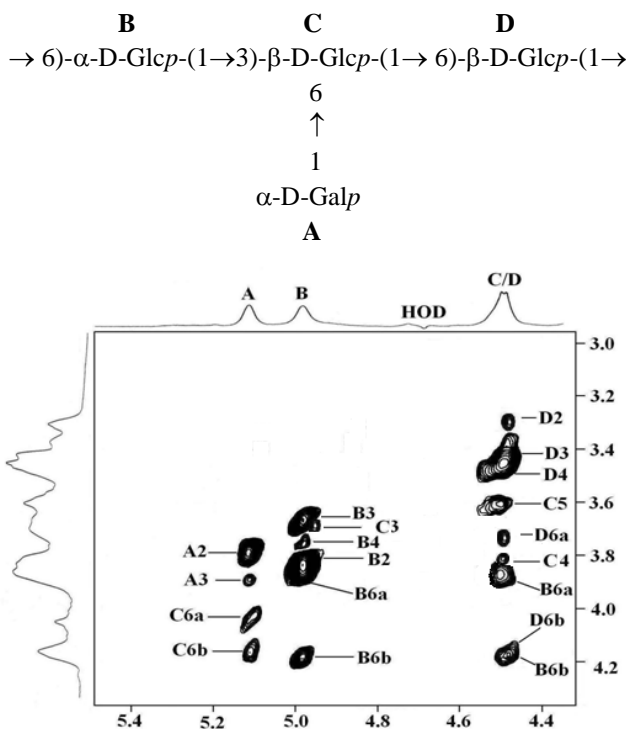 B C D
→ 6)-α-D-Glcp-(1→3)-β-D-Glcp-(1→ 6)-β-D-Glcp-(1→
6
↑
1
α-D-Galp
A
A B HOD C/D
3.0
3.2
D2
3.4
D3
D4
B3
C5
3.6
C3
D6a
B4
A2
B2
C4
3.8
A3
B6a
B6a
C6a
4.0
D6b
C6b
B6b
B6b
4.2
5.4 5.2 5.0 4.8 4.6 4.4